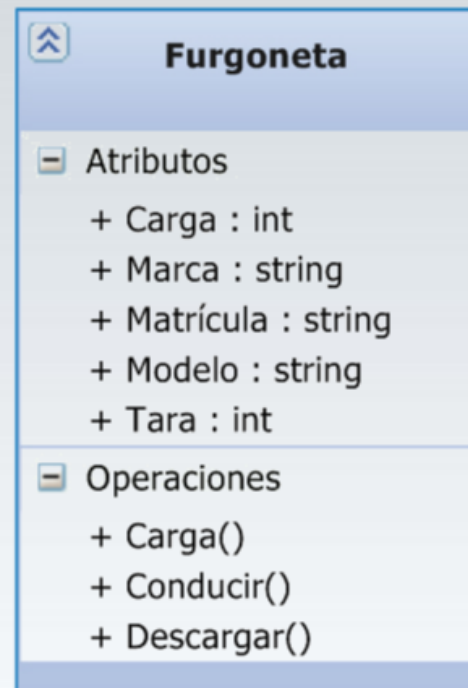 Furgoneta
Atributos
+ Carga : int
+ Marca : string
+ Matrícula : string
+ Modelo : string
+ Tara : int
Operaciones
+ Carga()
+ Conducir()
+ Descargar()